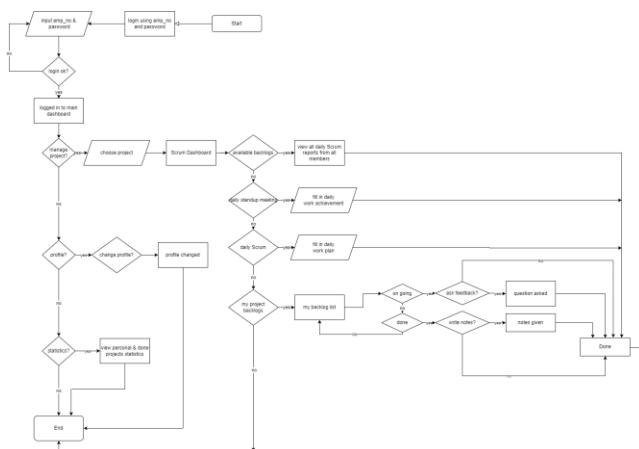 Start
login using emp_no
and password
input emp_no &
password
no
login ok?
yes
logged in to main
dashboard
manage
project?
yes
choose project
Scrum Dashboard
available backlogs
yes
view all daily Scrum
reports from all
members
no
no
daily standup meeting
yes
fill in daily
work achievement
no
daily Scrum
yes
fill in daily
work plan
profile?
yes
change profile?
profile changed
no
no
my project
backlogs
yes
my backlog list
on going
yes
ask feedback?
yes
question asked
no
no
done
yes
write notes?
yes
notes given
no
no
Done
statistics?
yes
view personal & done
projects statistics
no
no
End